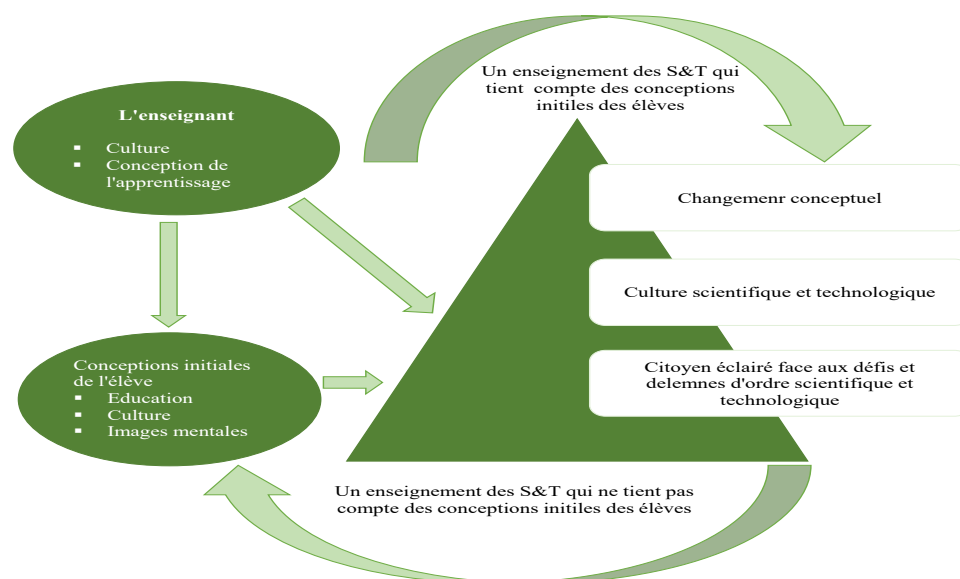 Un enseignement des S&T qui
tient compte des conceptions
initiles des élèves
L'enseignant
▪ Culture
▪ Conception de
l'apprentissage
Changemenr conceptuel
Culture scientifique et technologique
Conceptions initiales
de l'élève
▪ Education
▪ Culture
▪ Images mentales
Citoyen éclairé face aux défis et
delemnes d'ordre scientifique et
technologique
Un enseignement des S&T qui ne tient pas
compte des conceptions initiles des élèves